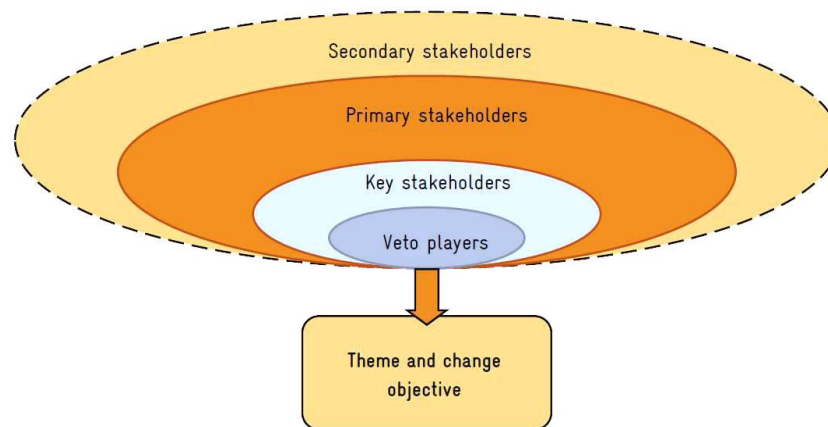 Secondary stakeholders
Primary stakeholders
Key stakeholders
Veto players
Theme and change
objective